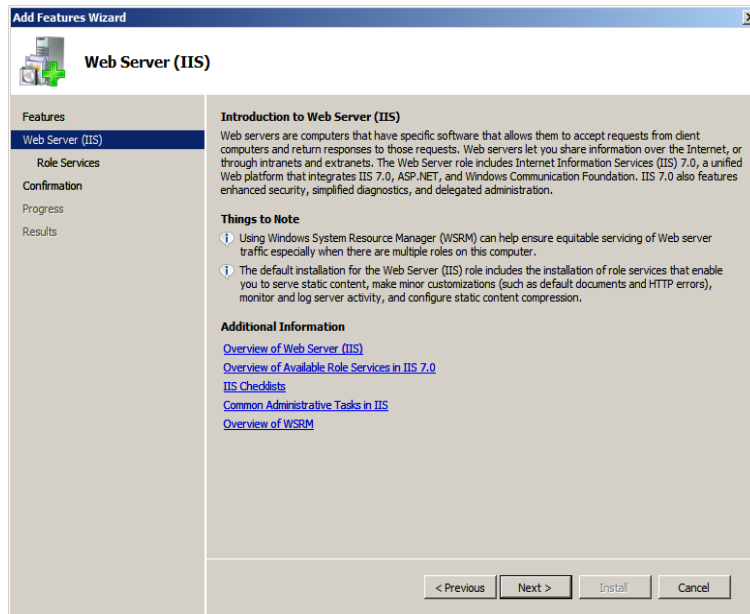 Add Features Wizard
Web Server (IIS)
Features
Web Server (IIS)
Role Services
Confirmation
Progress
Results
Introduction to Web Server (IIS)
Web servers are computers that have specific software that allows them to accept requests from client
computers and return responses to those requests. Web servers let you share information over the Internet, or
through intranets and extranets. The Web Server role includes Internet Information Services (IIS) 7.0, a unified
Web platform that integrates IIS 7.0, ASP.NET, and Windows Communication Foundation. IIS 7.0 also features
enhanced security, simplified diagnostics, and delegated administration.
Things to Note
Using Windows System Resource Manager (WSRM) can help ensure equitable servicing of Web server
traffic especially when there are multiple roles on this computer.
The default installation for the Web Server (IIS) role includes the installation of role services that enable
you to serve static content, make minor customizations (such as default documents and HTTP errors),
monitor and log server activity, and configure static content compression.
Additional Information
Overview of Web Server (IIS)
Overview of Available Role Services in IIS 7.0
IIS Checklists
Common Administrative Tasks in IIS
Overview of WSRM
< Previous
Next >
Install
Cancel